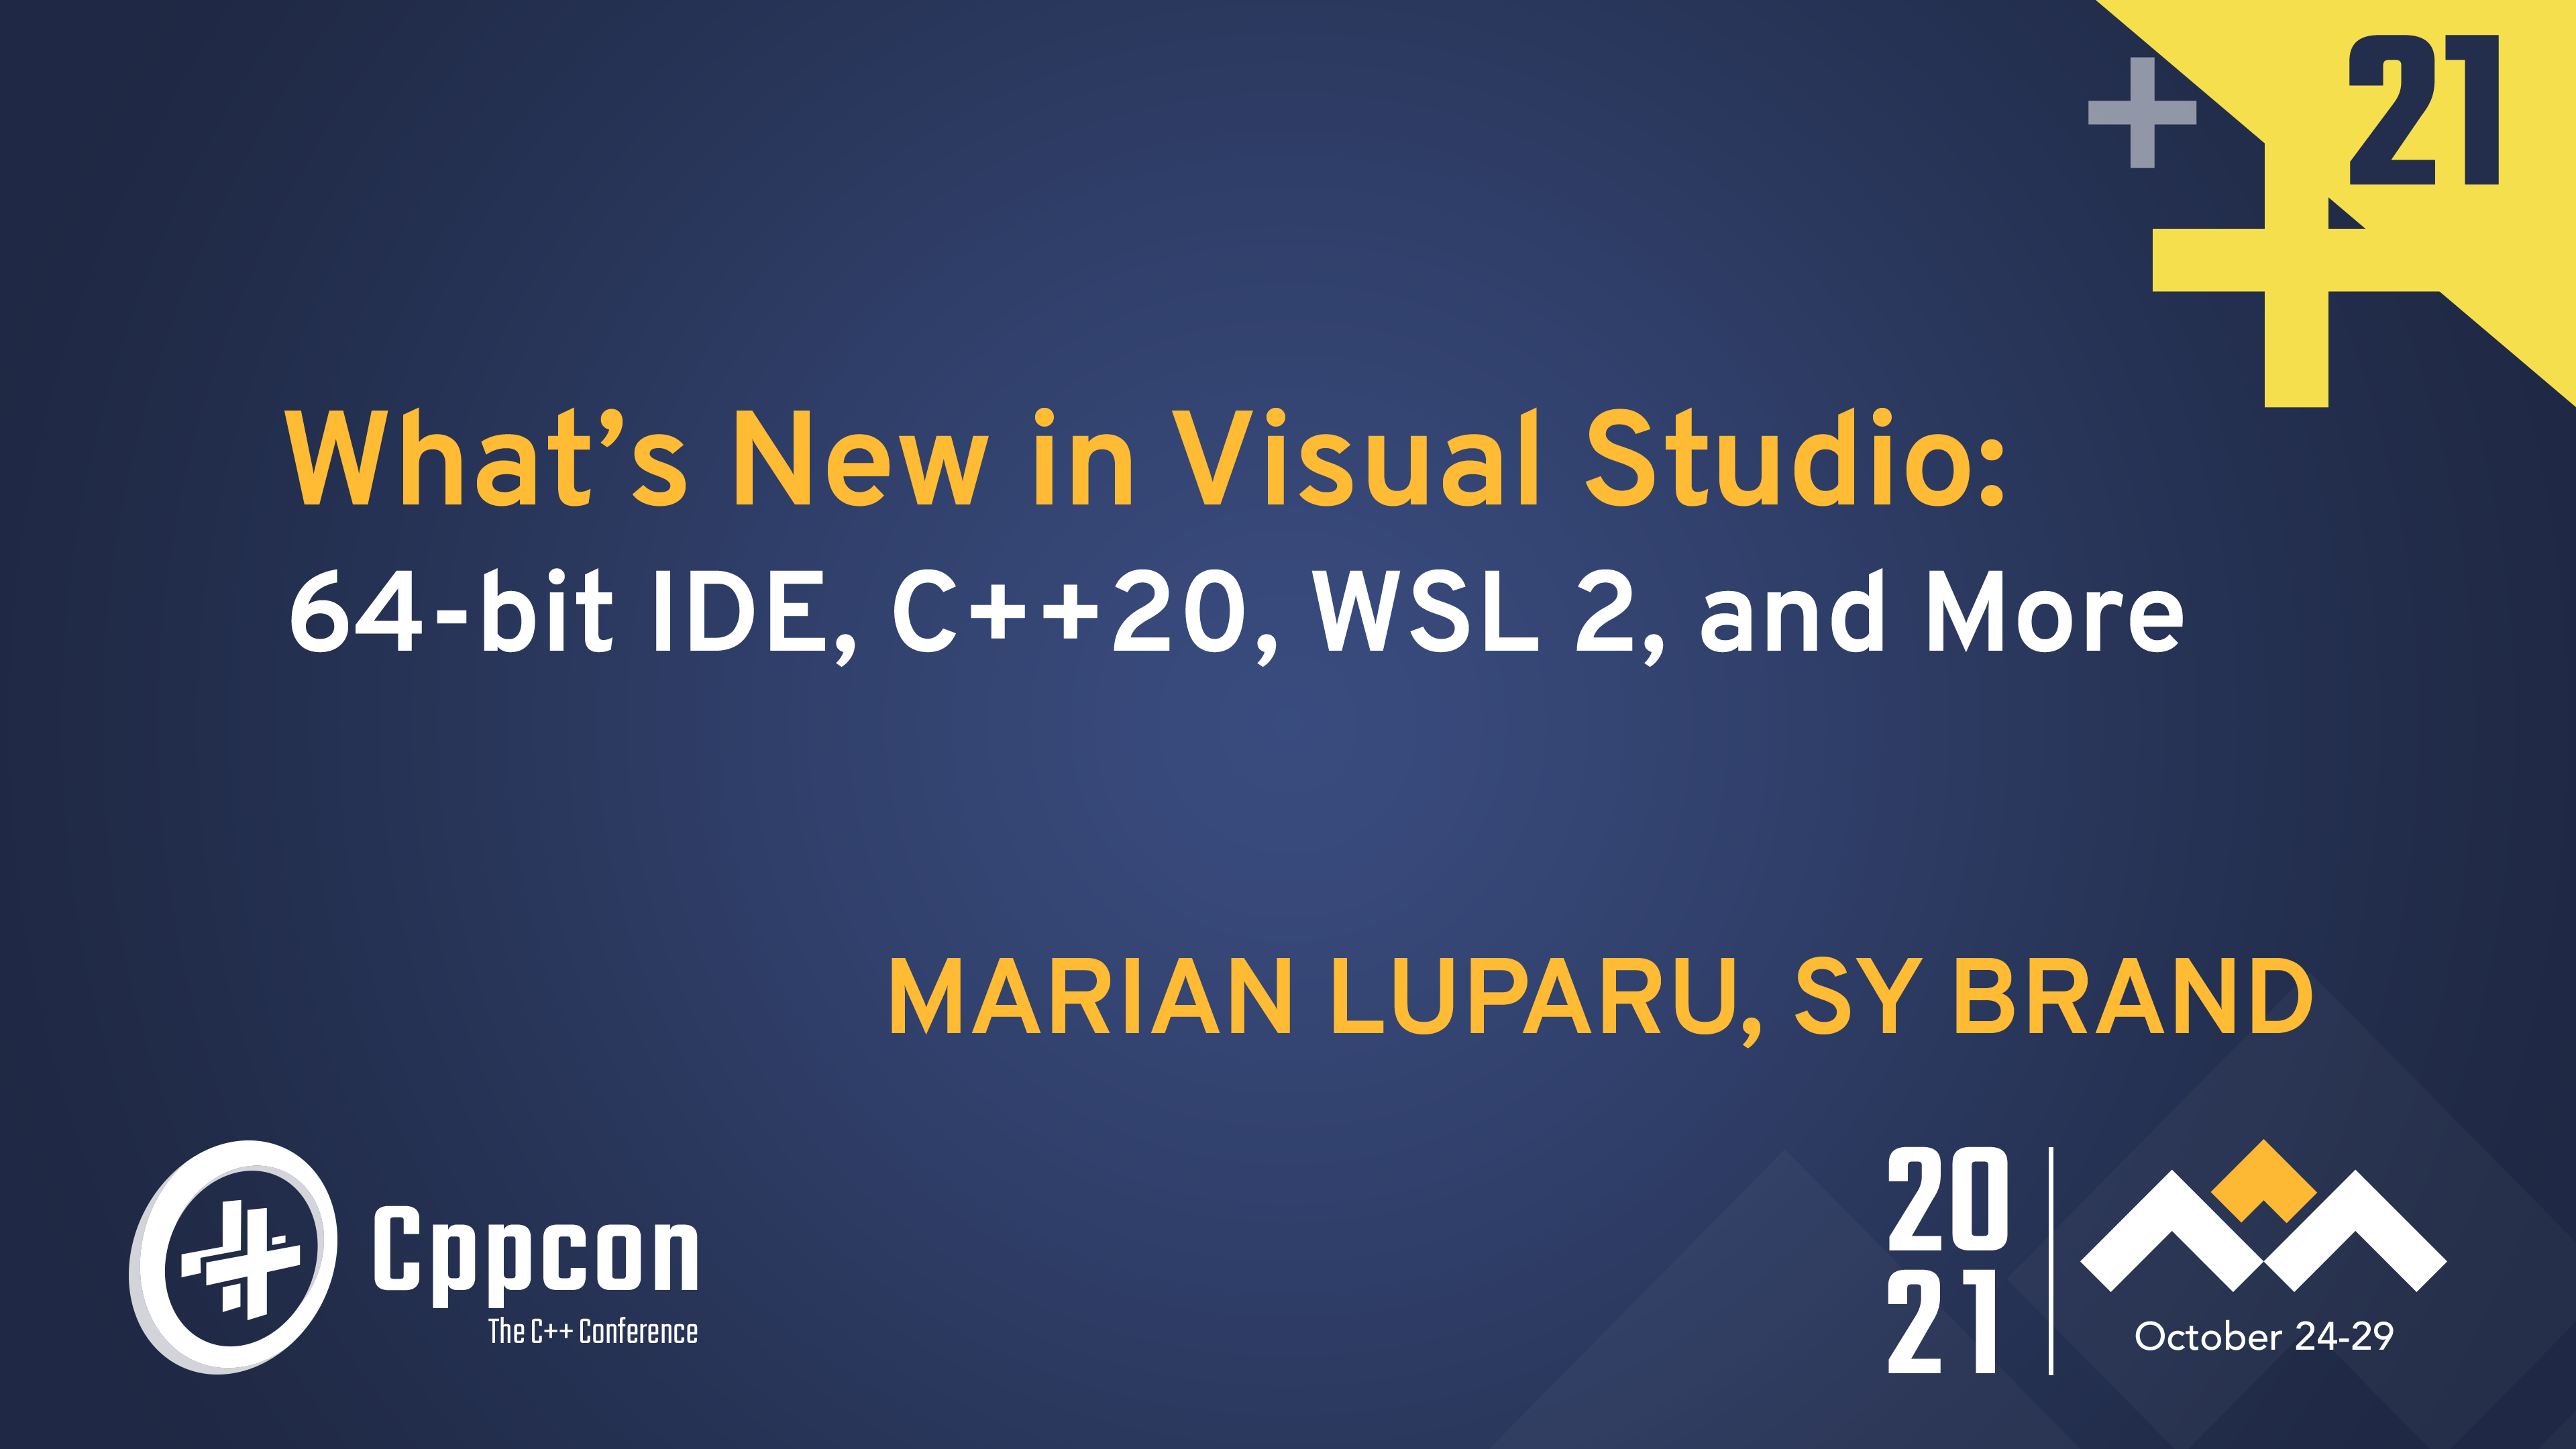 21
What’s New in Visual Studio:
64-bit IDE, C++20, WSL 2, and More
MARIAN LUPARU, SY BRAND
Cppcon
The C++ Conference
20
21
October 24-29